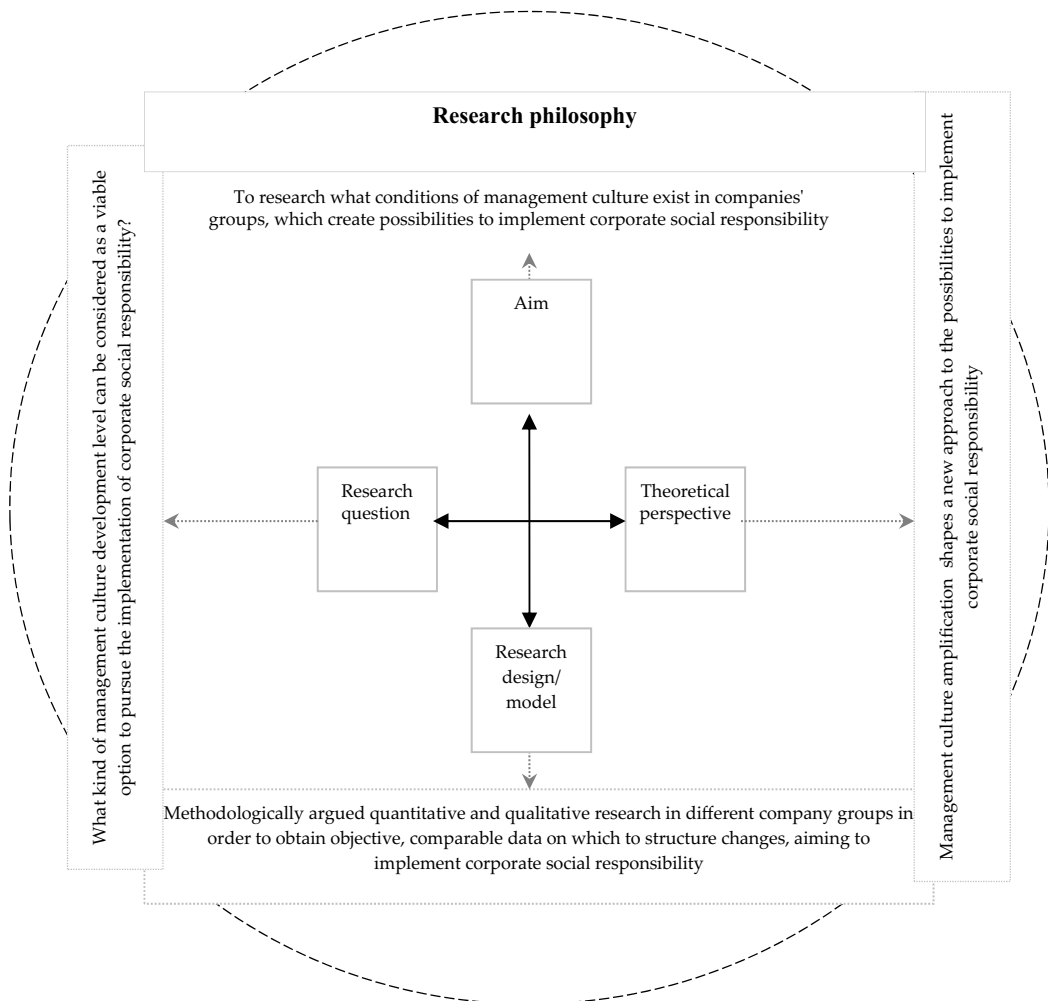 Research philosophy
To research what conditions of management culture exist in companies'
groups, which create possibilities to implement corporate social responsibility
Aim
Research
question
Theoretical
perspective
Research
design/
model
Methodologically argued quantitative and qualitative research in different company groups in
order to obtain objective, comparable data on which to structure changes, aiming to
implement corporate social responsibility
What kind of management culture development level can be considered as a viable
option to pursue the implementation of corporate social responsibility?
Management culture amplification shapes a new approach to the possibilities to implement
corporate social responsibility